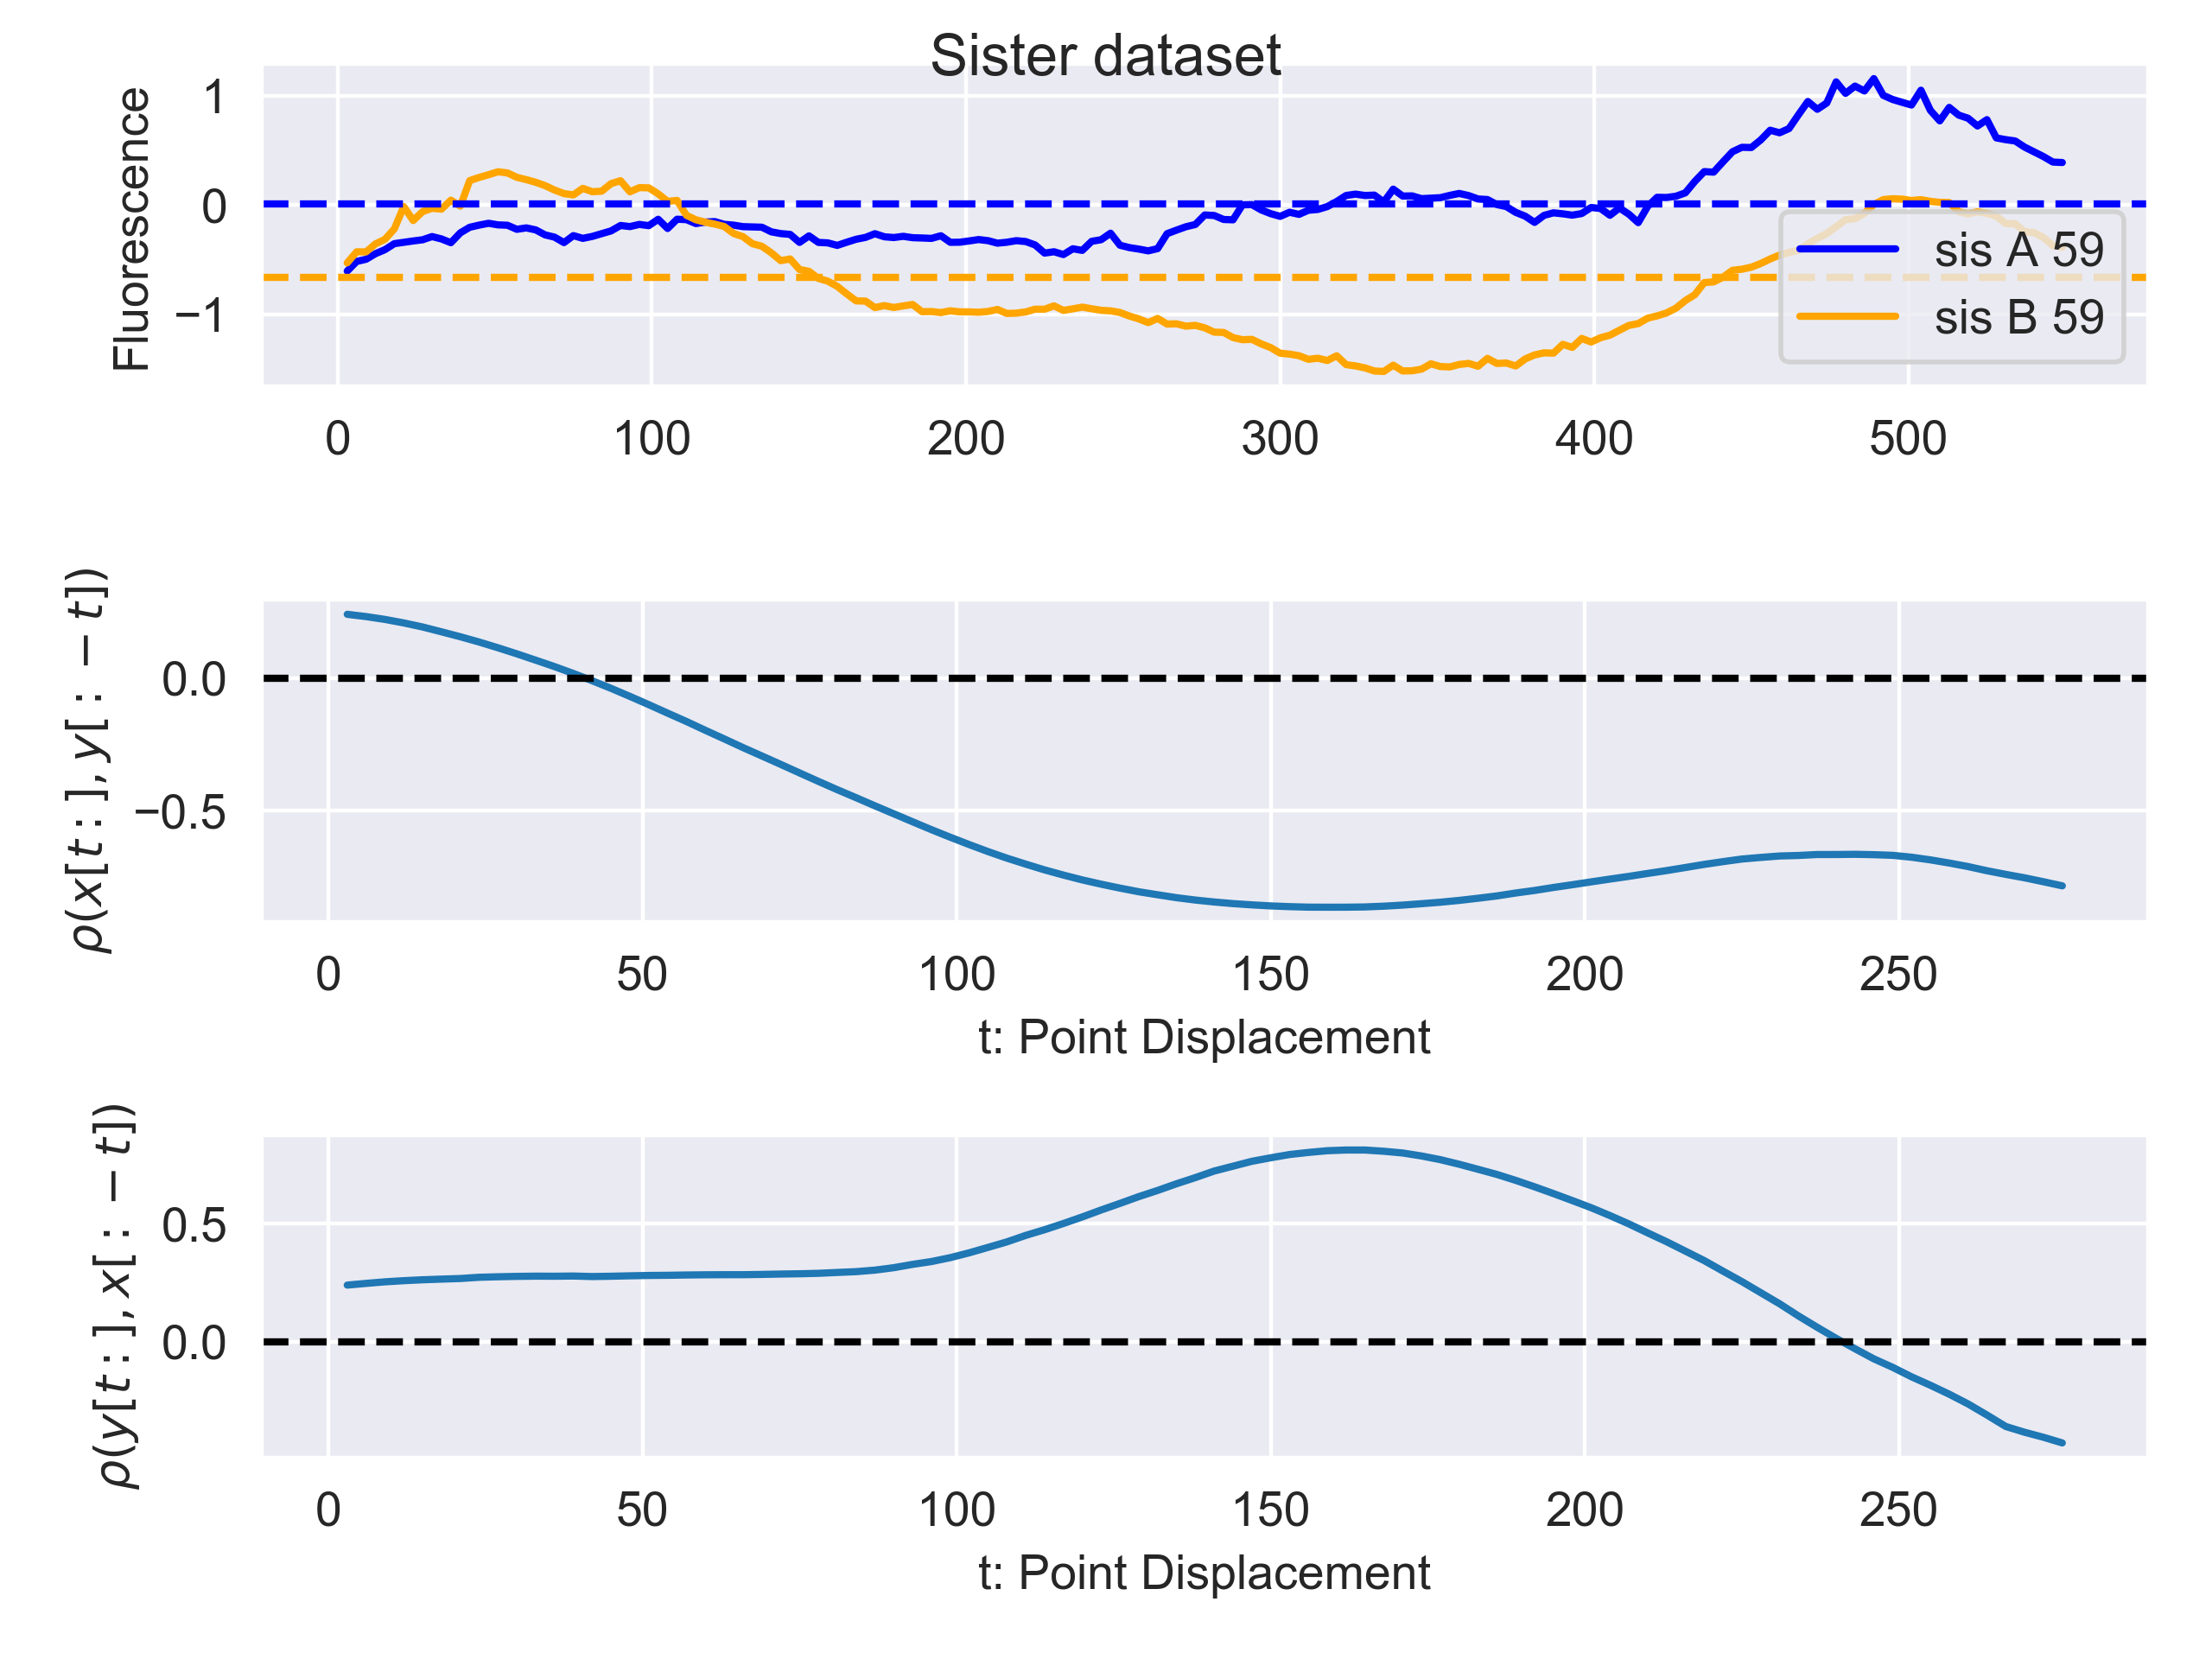 Sister dataset
Fluorescence
1
0
−1
0 100 200 300 400 500
sis A 59
sis B 59
ρ(x[t:], y[:−t])
0.0
−0.5
0 50 100 150 200 250
t: Point Displacement
ρ(y[t:], x[:−t])
0.5
0.0
0 50 100 150 200 250
t: Point Displacement